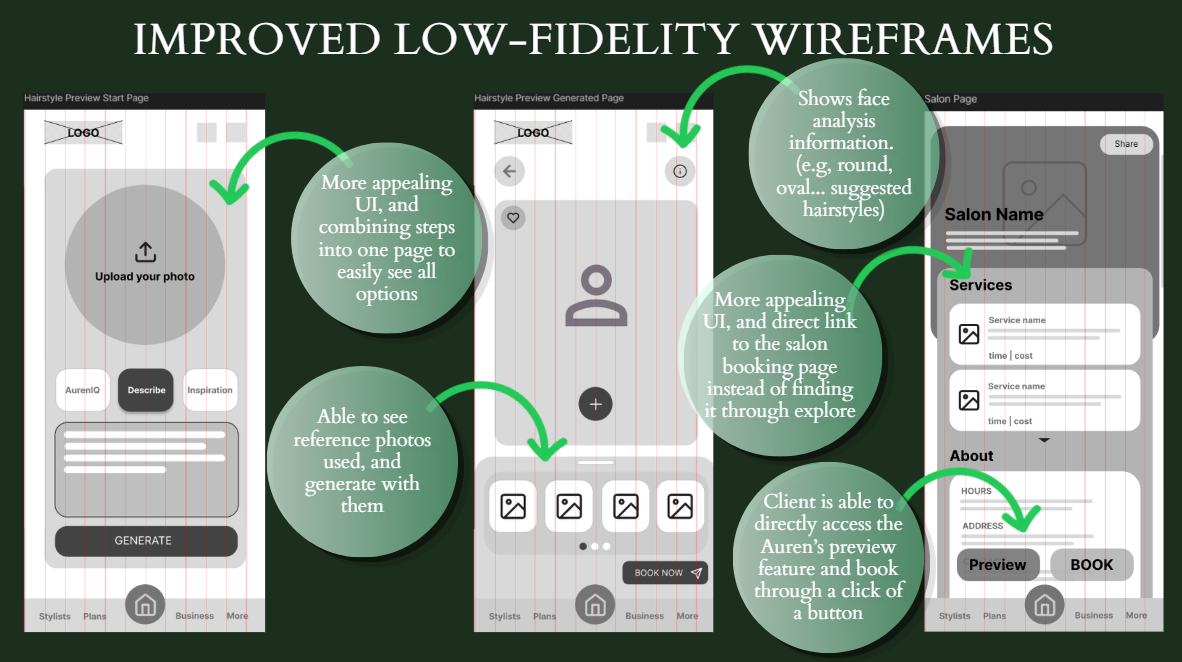 IMPROVED LOW-FIDELITY WIREFRAMES
Hairstyle Preview Start Page
LOGO
Upload your photo
AurenIQ
Describe
Inspiration
GENERATE
Stylists
Plans
Business
More
More appealing
UI, and
combining steps
into one page to
easily see all
options
Able to see
reference photos
used, and
generate with
them
Hairstyle Preview Generated Page
LOGO
BOOK NOW
Stylists
Plans
Business
More
Shows face
analysis
information.
(e.g, round,
oval... suggested
hairstyles)
More appealing
UI, and direct link
to the salon
booking page
instead of finding
it through explore
Client is able to
directly access the
Auren's preview
feature and book
through a click of
a button
Salon Page
Share
Salon Name
Services
Service name
time | cost
Service name
time | cost
About
HOURS
ADDRESS
Preview
BOOK
Stylists
Plans
Business
More